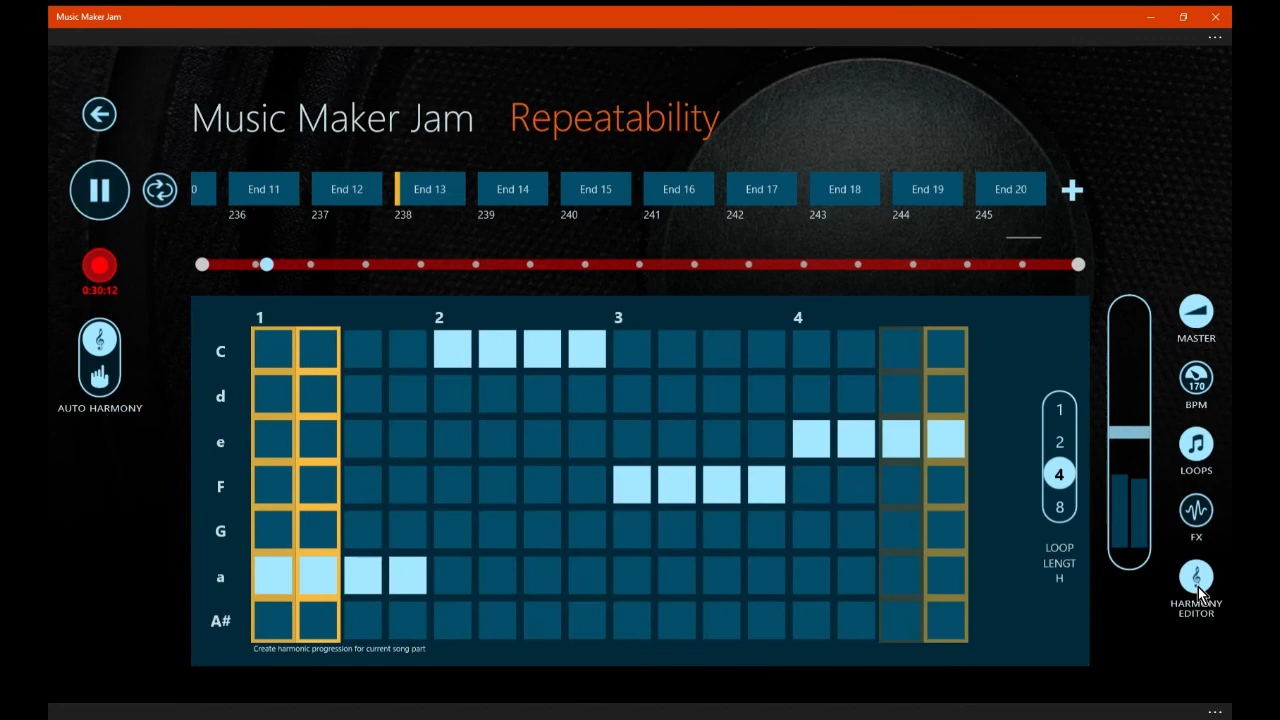 Music Maker Jam
Music Maker Jam Repeatability
0 End 11 End 12 End 13 End 14 End 15 End 16 End 17 End 18 End 19 End 20
236 237 238 239 240 241 242 243 244 245
0:30:12
AUTO HARMONY
1 2 3 4
C
d
e
F
G
a
A#
Create harmonic progression for current song part
1
2
4
8
LOOP
LENGT
H
MASTER
170
BPM
LOOPS
FX
HARMONY
EDITOR